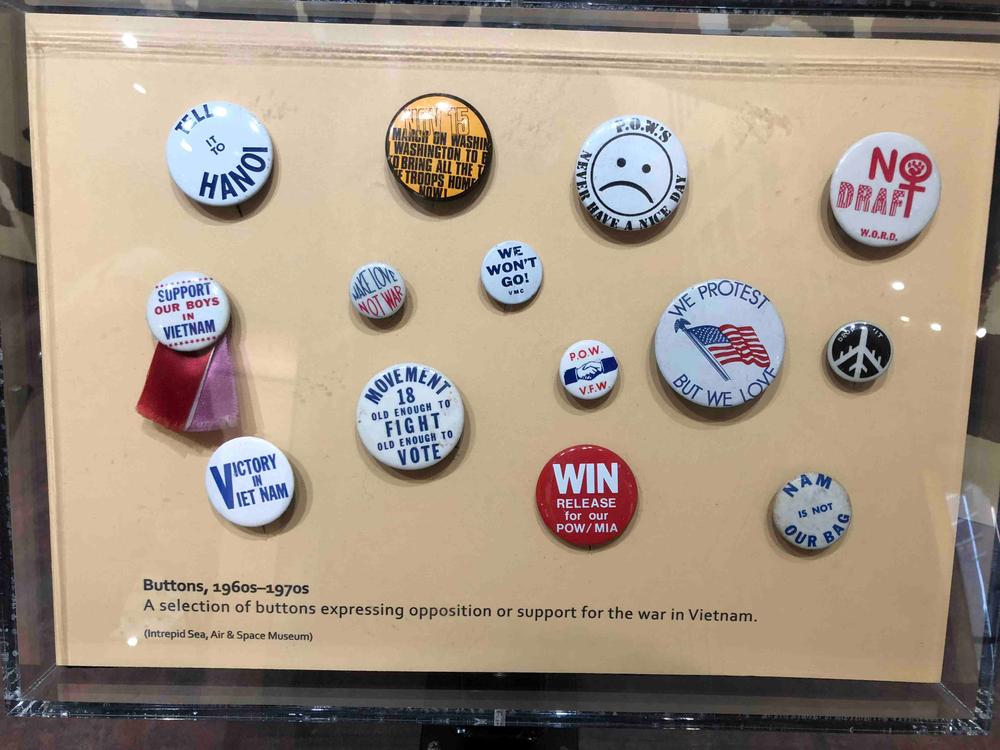 TELL
IT
TO
HANOI
NOV 15
MARCH ON WASHIN
WASHINGTON TO B
O BRING ALL THE T
E TROOPS HOME
NOW!
P.O.W.'S
NEVER HAVE A NICE DAY
NO
DRAFT
W.O.R.D.
SUPPORT
OUR BOYS
IN
VIETNAM
MAKE LOVE
NOT WAR
WE
WON'T
GO!
VMC
WE PROTEST
BUT WE LOVE
P.O.W.
V.F.W
MOVEMENT
18
OLD ENOUGH TO
FIGHT
OLD ENOUGH TO
VOTE
VICTORY
IN
VIET NAM
WIN
RELEASE
for our
POW/MIA
NAM
IS NOT
OUR BAG
Buttons, 1960s–1970s
A selection of buttons expressing opposition or support for the war in Vietnam.
(Intrepid Sea, Air & Space Museum)